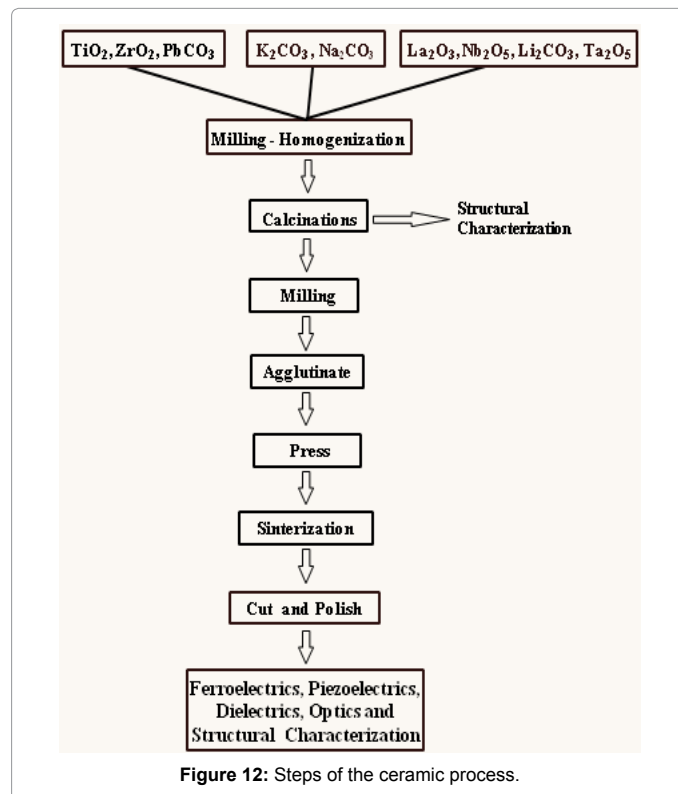 TiO₂, ZrO₂, PbCO₃
K₂CO₃, Na₂CO₃
La₂O₃, Nb₂O₅, Li₂CO₃, Ta₂O₅
Milling - Homogenization
Calcinations
Structural
Characterization
Milling
Agglutinate
Press
Sinterization
Cut and Polish
Ferroelectrics, Piezoelectrics,
Dielectrics, Optics and
Structural Characterization
Figure 12: Steps of the ceramic process.